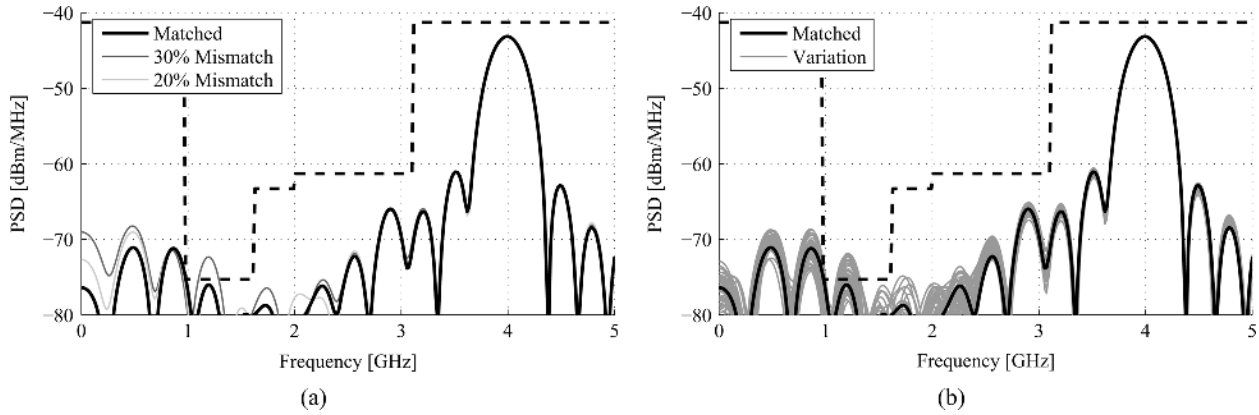 −40
−50
−60
−70
−80
PSD [dBm/MHz]
Matched
30% Mismatch
20% Mismatch
0 1 2 3 4 5
Frequency [GHz]
(a)
−40
−50
−60
−70
−80
PSD [dBm/MHz]
Matched
Variation
0 1 2 3 4 5
Frequency [GHz]
(b)